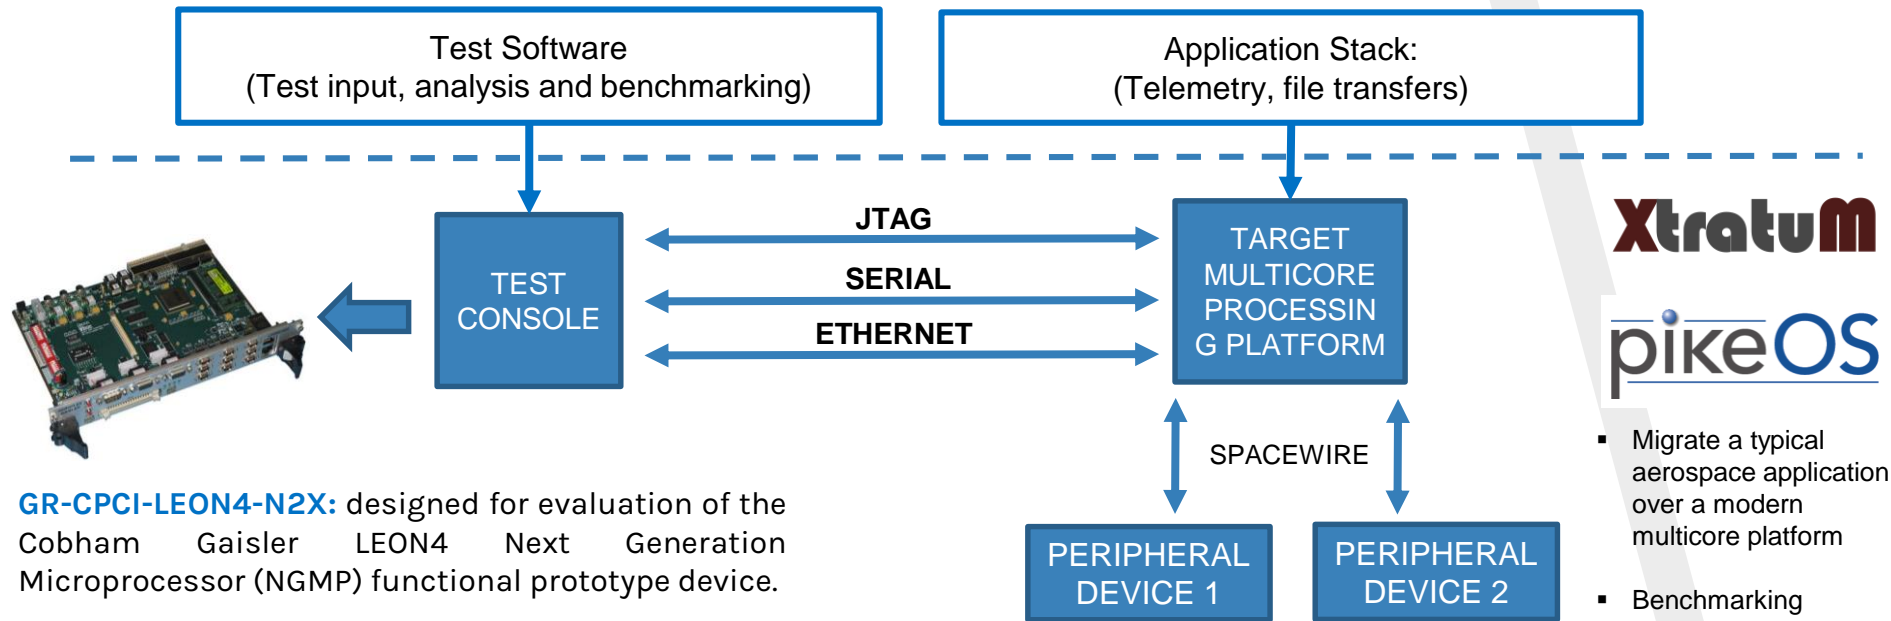 Test Software
(Test input, analysis and benchmarking)
Application Stack:
(Telemetry, file transfers)
JTAG
SERIAL
ETHERNET
TEST
CONSOLE
TARGET
MULTICORE
PROCESSIN
G PLATFORM
XtratuM
pikeOS
SPACEWIRE
PERIPHERAL
DEVICE 1
PERIPHERAL
DEVICE 2
GR-CPCI-LEON4-N2X: designed for evaluation of the
Cobham Gaisler LEON4 Next Generation
Microprocessor (NGMP) functional prototype device.
▪ Migrate a typical
aerospace application
over a modern
multicore platform
▪ Benchmarking